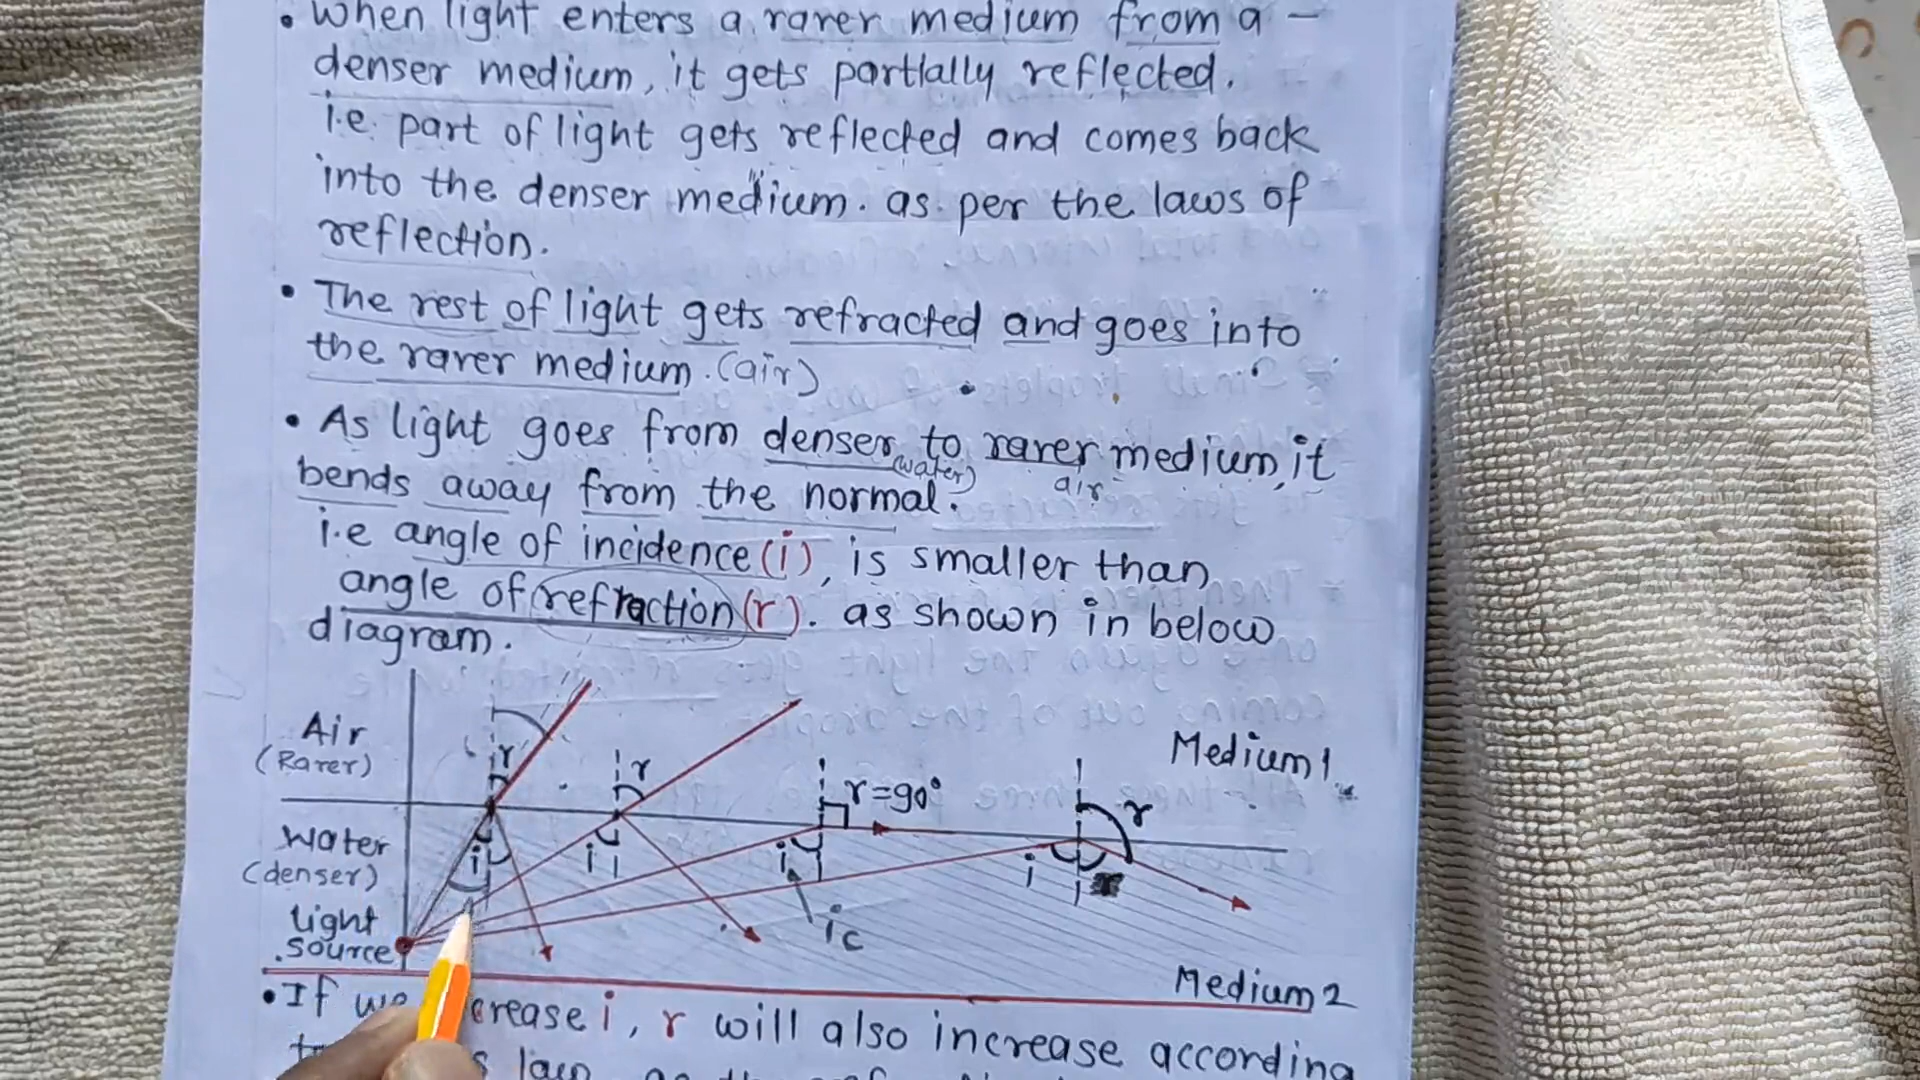 • When light enters a rarer medium from a -
denser medium, it gets partially reflected.
i.e. part of light gets reflected and comes back
into the denser medium. as per the laws of
reflection.
• The rest of light gets refracted and goes into
the rarer medium. (air)
• As light goes from denser to rarer medium, it
(water) air
bends away from the normal.
i.e angle of incidence (i), is smaller than
angle of refraction (r). as shown in below
diagram.
Air
(Rarer)
r
r
r=90°
r
Medium 1
Water
(denser)
i
i
i
i
light
source
ic
Medium 2
• If we increase i, r will also increase according
law